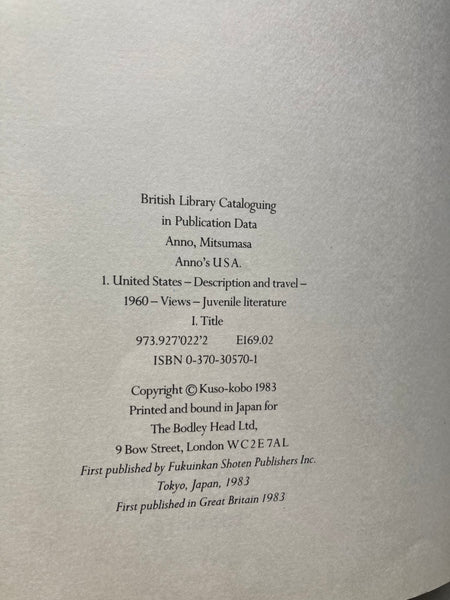 British Library Cataloguing
in Publication Data
Anno, Mitsumasa
Anno's USA.
1. United States – Description and travel –
1960 – Views – Juvenile literature
I. Title
973.927'022'2 E169.02
ISBN 0-370-30570-1
Copyright © Kuso-kobo 1983
Printed and bound in Japan for
The Bodley Head Ltd,
9 Bow Street, London WC2E 7AL
First published by Fukuinkan Shoten Publishers Inc.
Tokyo, Japan, 1983
First published in Great Britain 1983